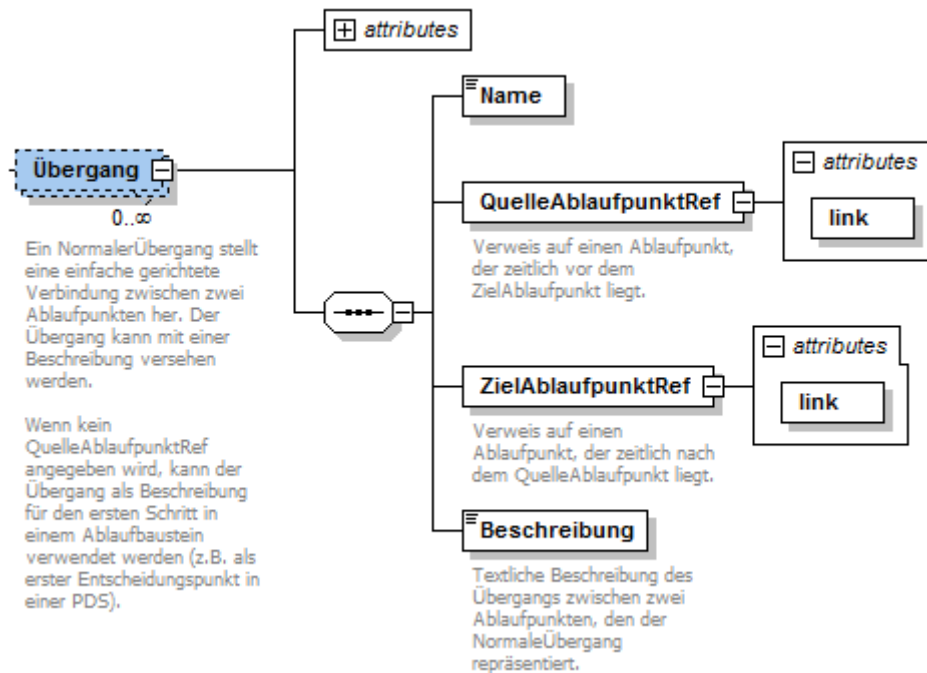 attributes
Name
Übergang
0..∞
Ein NormalerÜbergang stellt
eine einfache gerichtete
Verbindung zwischen zwei
Ablaufpunkten her. Der
Übergang kann mit einer
Beschreibung versehen
werden.
Wenn kein
QuelleAblaufpunktRef
angegeben wird, kann der
Übergang als Beschreibung
für den ersten Schritt in
einem Ablaufbaustein
verwendet werden (z.B. als
erster Entscheidungspunkt in
einer PDS).
QuelleAblaufpunktRef
Verweis auf einen Ablaufpunkt,
der zeitlich vor dem
ZielAblaufpunkt liegt.
attributes
link
ZielAblaufpunktRef
Verweis auf einen
Ablaufpunkt, der zeitlich nach
dem QuelleAblaufpunkt liegt.
attributes
link
Beschreibung
Textliche Beschreibung des
Übergangs zwischen zwei
Ablaufpunkten, den der
NormaleÜbergang
repräsentiert.